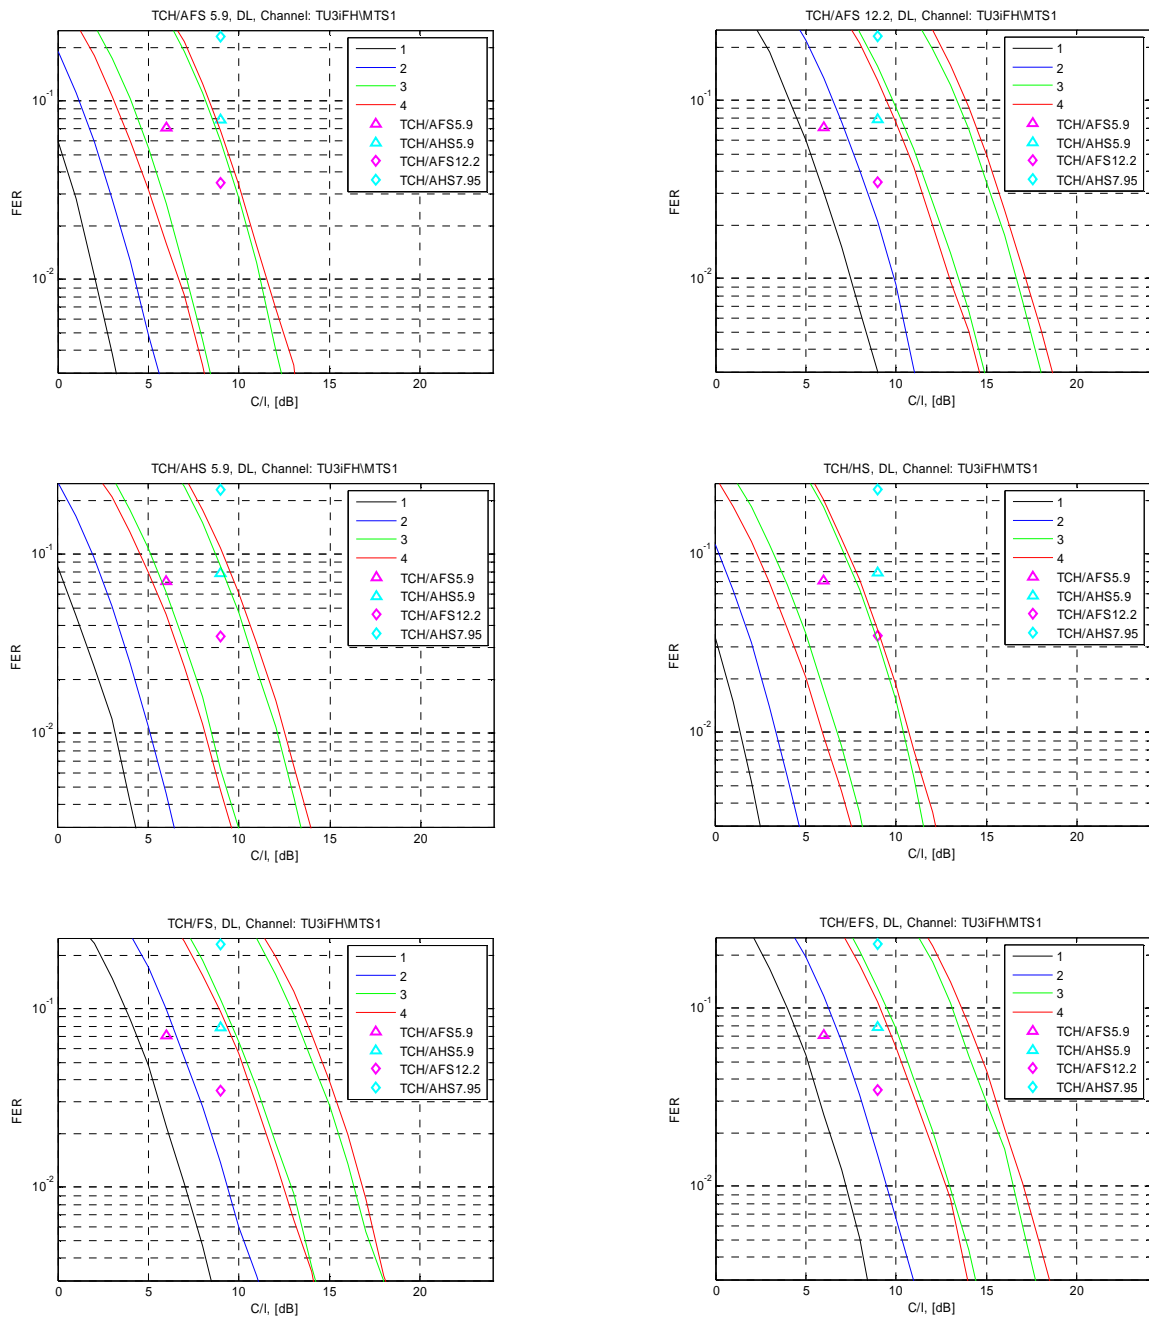 TCH/AFS 5.9, DL, Channel: TU3iFH\MTS1
FER
10-1
10-2
0 5 10 15 20
C/I, [dB]
1
2
3
4
TCH/AFS5.9
TCH/AHS5.9
TCH/AFS12.2
TCH/AHS7.95
TCH/AFS 12.2, DL, Channel: TU3iFH\MTS1
FER
10-1
10-2
0 5 10 15 20
C/I, [dB]
1
2
3
4
TCH/AFS5.9
TCH/AHS5.9
TCH/AFS12.2
TCH/AHS7.95
TCH/AHS 5.9, DL, Channel: TU3iFH\MTS1
FER
10-1
10-2
0 5 10 15 20
C/I, [dB]
1
2
3
4
TCH/AFS5.9
TCH/AHS5.9
TCH/AFS12.2
TCH/AHS7.95
TCH/HS, DL, Channel: TU3iFH\MTS1
FER
10-1
10-2
0 5 10 15 20
C/I, [dB]
1
2
3
4
TCH/AFS5.9
TCH/AHS5.9
TCH/AFS12.2
TCH/AHS7.95
TCH/FS, DL, Channel: TU3iFH\MTS1
FER
10-1
10-2
0 5 10 15 20
C/I, [dB]
1
2
3
4
TCH/AFS5.9
TCH/AHS5.9
TCH/AFS12.2
TCH/AHS7.95
TCH/EFS, DL, Channel: TU3iFH\MTS1
FER
10-1
10-2
0 5 10 15 20
C/I, [dB]
1
2
3
4
TCH/AFS5.9
TCH/AHS5.9
TCH/AFS12.2
TCH/AHS7.95